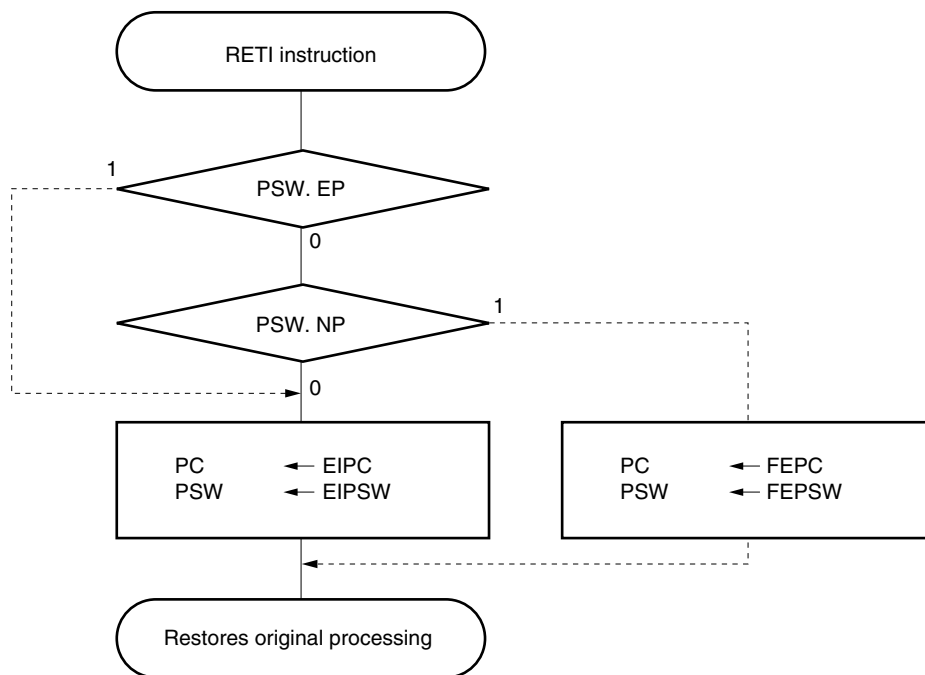 RETI instruction
1
PSW. EP
0
PSW. NP
1
0
PC EIPC
PSW EIPSW
PC FEPC
PSW FEPSW
Restores original processing